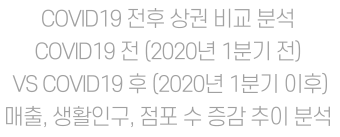 COVID19 전후 상권 비교 분석
COVID19 전 (2020년 1분기 전)
VS COVID19 후 (2020년 1분기 이후)
매출, 생활인구, 점포 수 증감 추이 분석